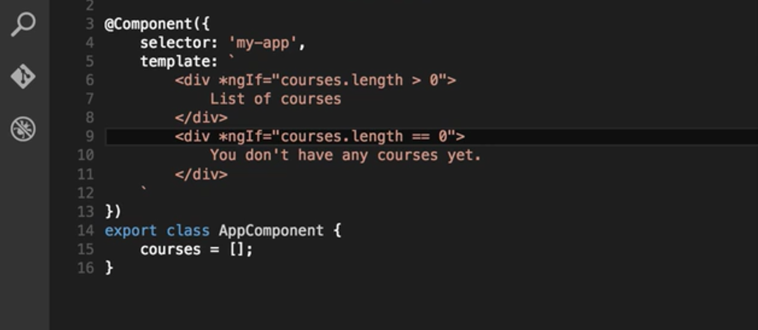 2
3 @Component({
4     selector: 'my-app',
5     template: `
6         <div *ngIf="courses.length > 0">
7             List of courses
8         </div>
9         <div *ngIf="courses.length == 0">
10             You don't have any courses yet.
11         </div>
12     `
13 })
14 export class AppComponent {
15     courses = [];
16 }